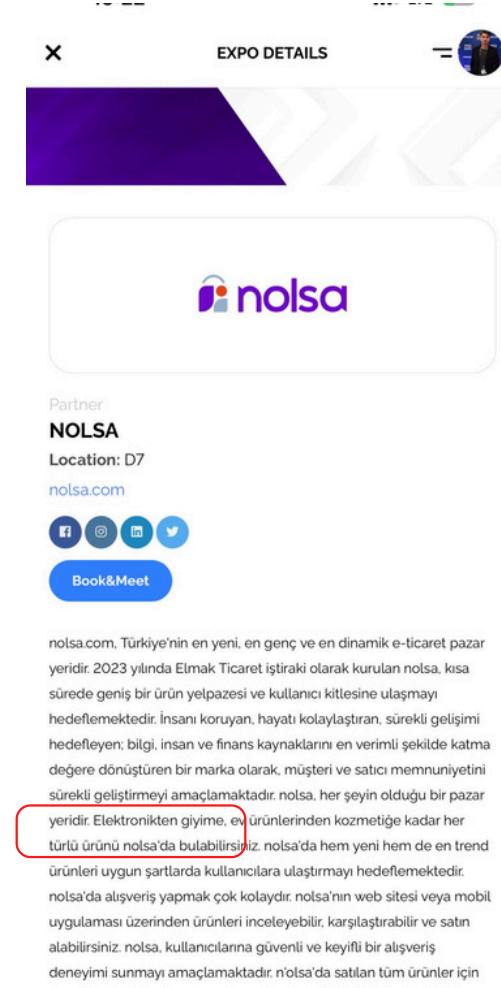 EXPO DETAILS
nolsa
Partner
NOLSA
Location: D7
nolsa.com
Book&Meet
nolsa.com, Türkiye'nin en yeni, en genç ve en dinamik e-ticaret pazar
yeridir. 2023 yılında Elmak Ticaret iştiraki olarak kurulan nolsa, kısa
sürede geniş bir ürün yelpazesi ve kullanıcı kitlesine ulaşmayı
hedeflemektedir. İnsanı koruyan, hayatı kolaylaştıran, sürekli gelişimi
hedefleyen; bilgi, insan ve finans kaynaklarını en verimli şekilde katma
değere dönüştüren bir marka olarak, müşteri ve satıcı memnuniyetini
sürekli geliştirmeyi amaçlamaktadır. nolsa, her şeyin olduğu bir pazar
yeridir. Elektronikten giyime, ev ürünlerinden kozmetiğe kadar her
türlü ürünü nolsa'da bulabilirsiniz. nolsa'da hem yeni hem de en trend
ürünleri uygun şartlarda kullanıcılara ulaştırmayı hedeflemektedir.
nolsa'da alışveriş yapmak çok kolaydır. nolsa'nın web sitesi veya mobil
uygulaması üzerinden ürünleri inceleyebilir, karşılaştırabilir ve satın
alabilirsiniz. nolsa, kullanıcılarına güvenli ve keyifli bir alışveriş
deneyimi sunmayı amaçlamaktadır. n'olsa'da satılan tüm ürünler için